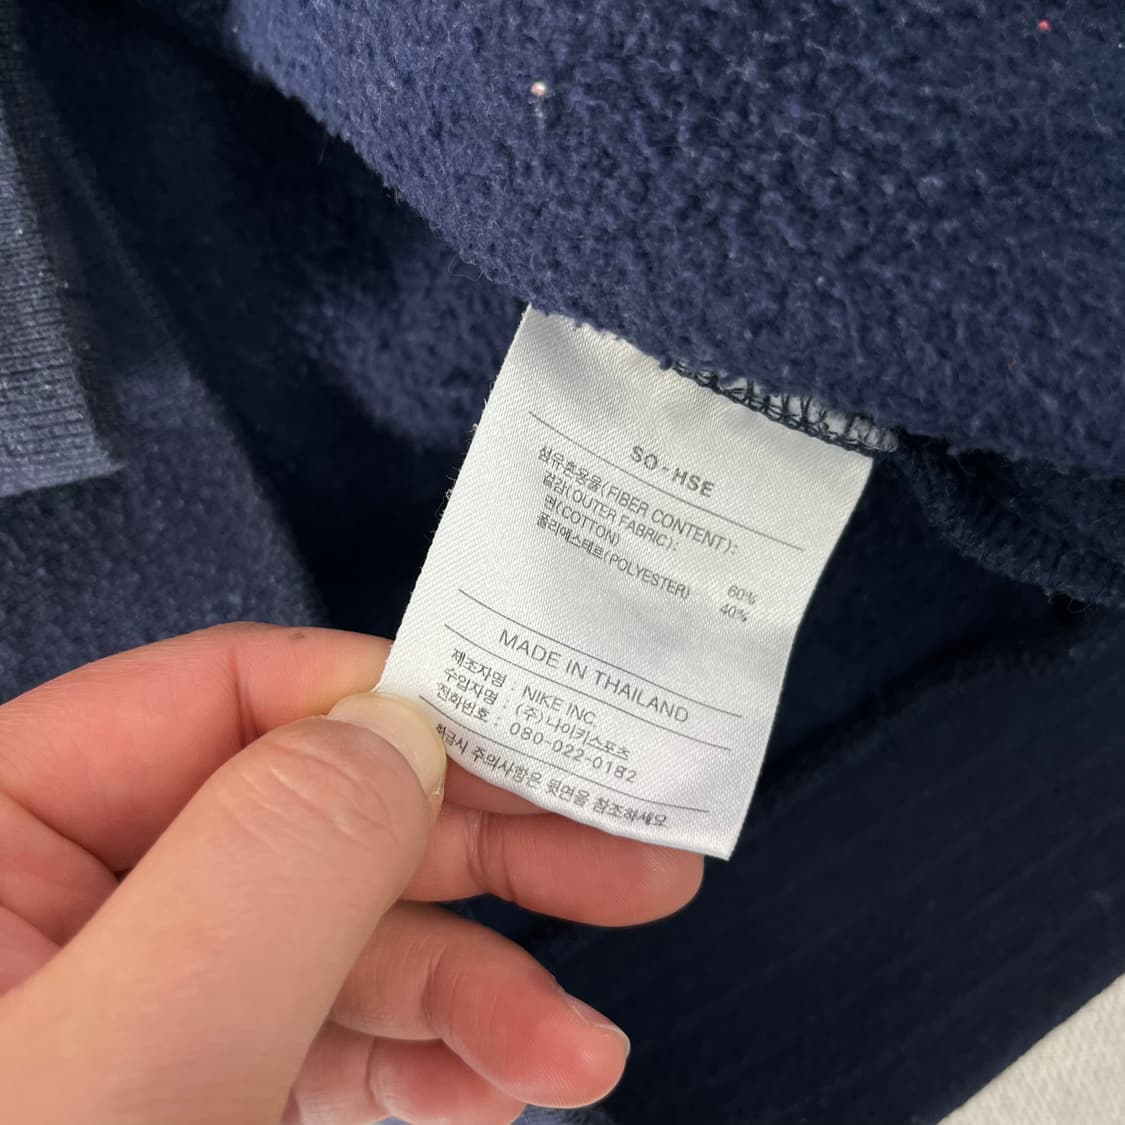 SO-HSE
섬유혼용율(FIBER CONTENT):
겉감(OUTER FABRIC):
면(COTTON) 60%
폴리에스테르(POLYESTER) 40%
MADE IN THAILAND
제조자명 : NIKE INC
수입자명 : (주)나이키스포츠
전화번호 : 080-022-0182
취급시 주의사항은 뒷면을 참조하세요